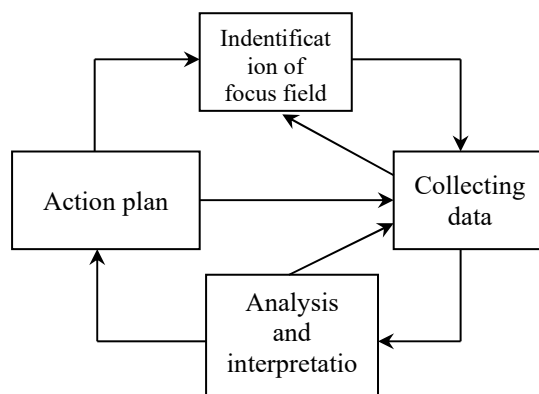 Indentificat
ion of
focus field
Action plan
Collecting
data
Analysis
and
interpretatio